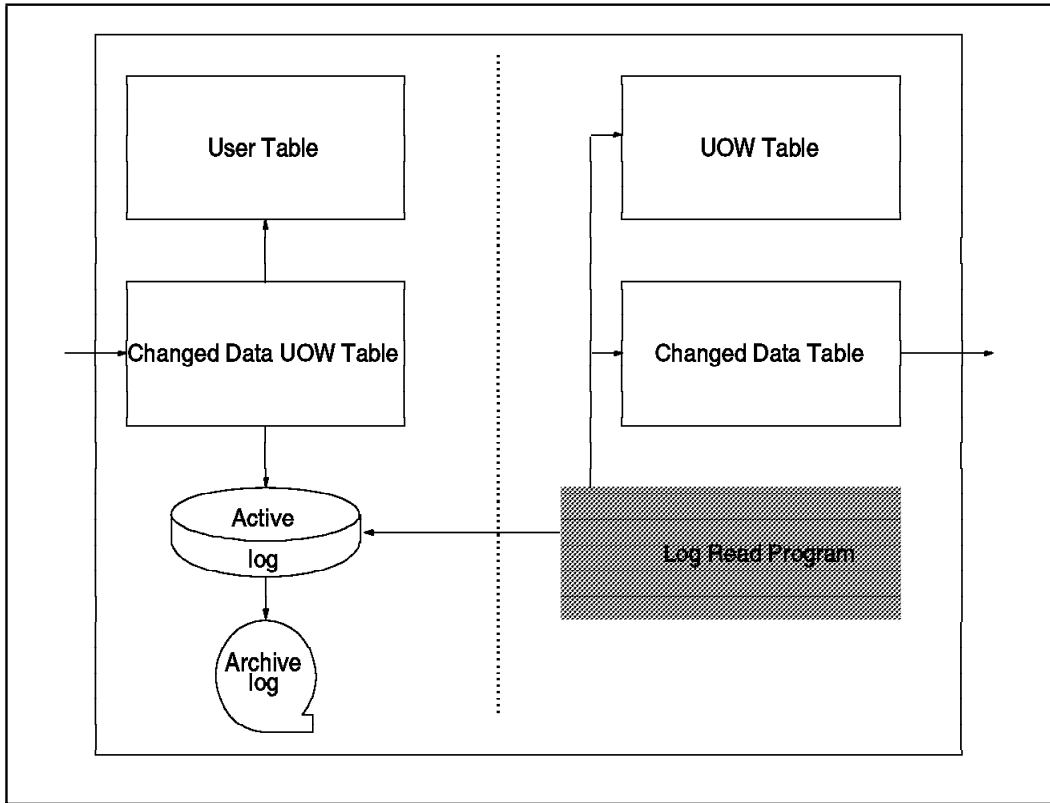 User Table
UOW Table
Changed Data UOW Table
Changed Data Table
Active
log
Log Read Program
Archive
log